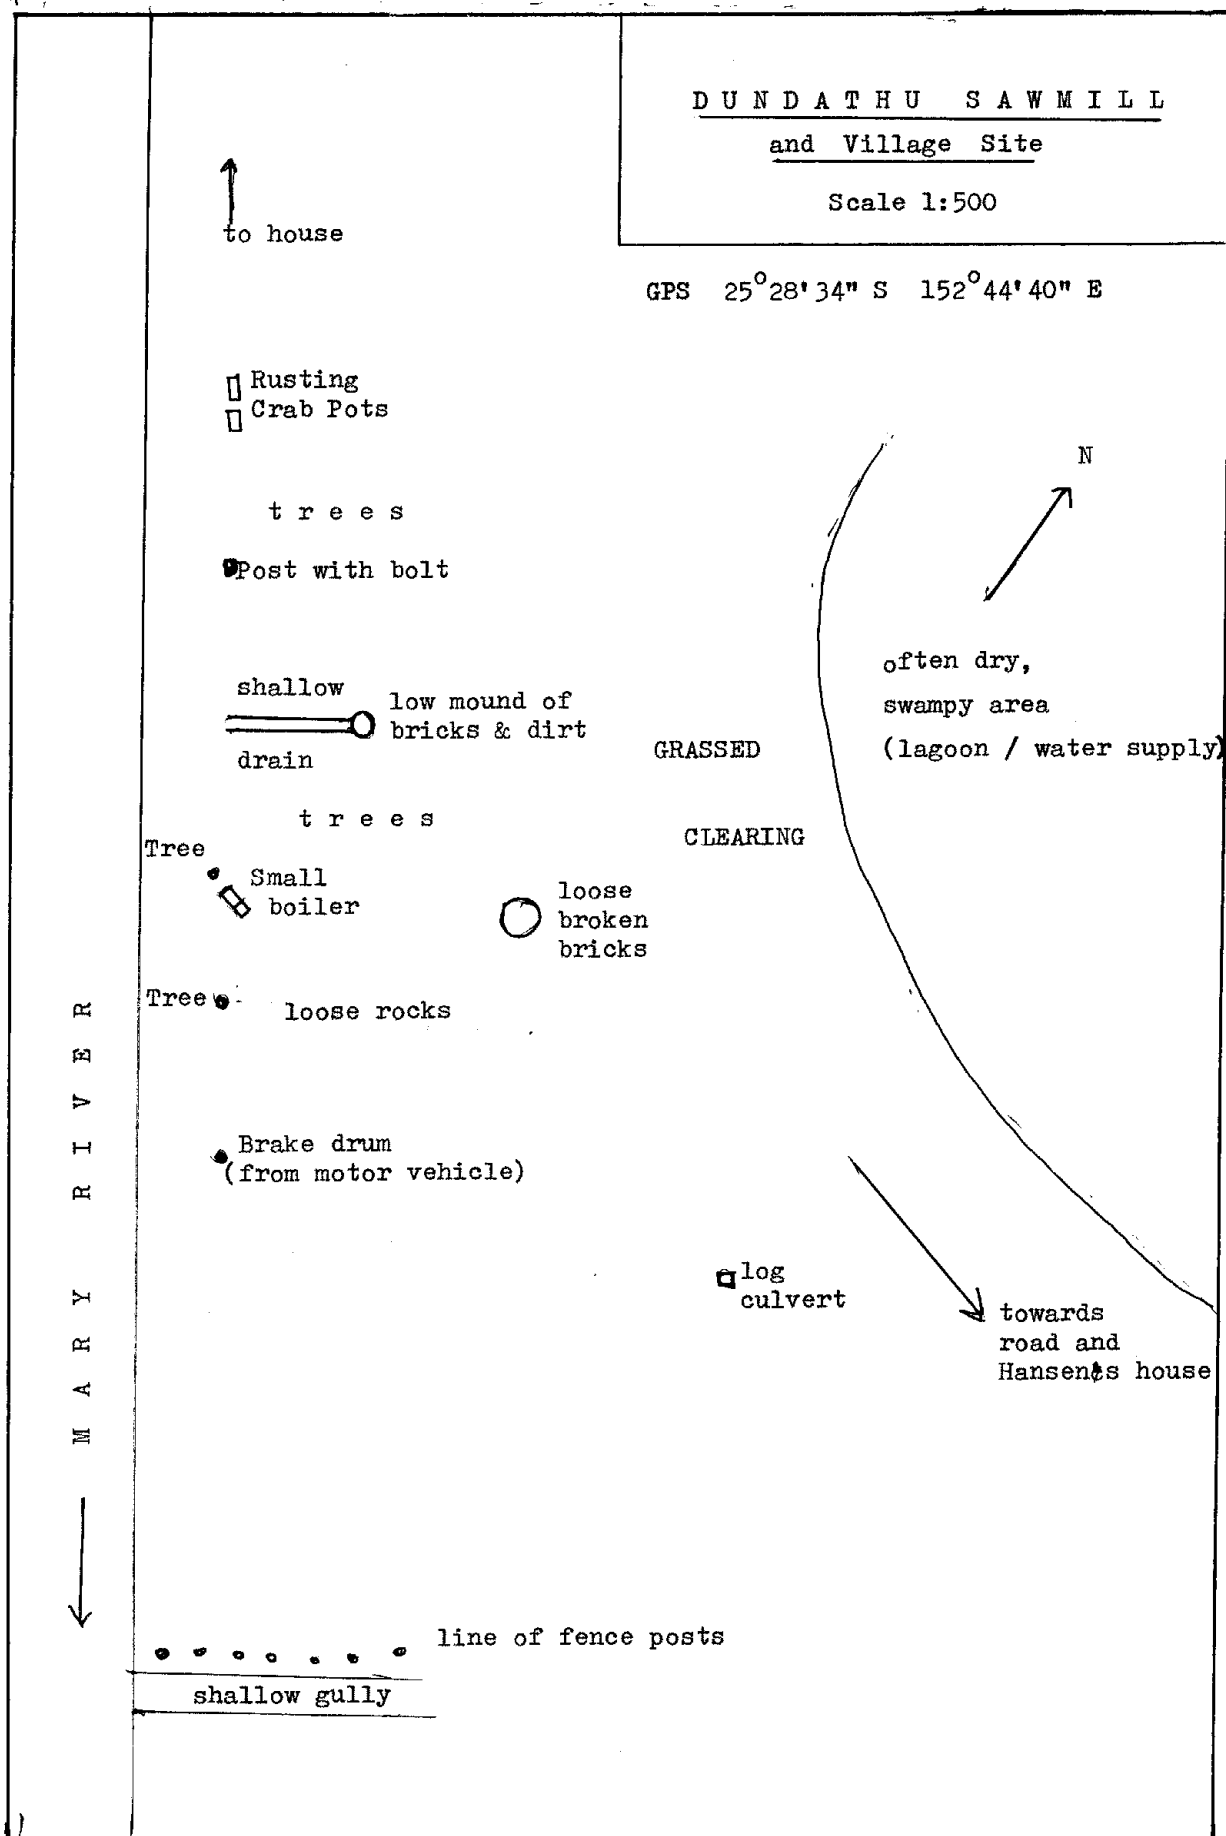 DUNDATHU SAWMILL
and Village Site
Scale 1:500
GPS 25°28'34" S 152°44'40" E
to house
Rusting
Crab Pots
N
trees
Post with bolt
often dry,
swampy area
(lagoon / water supply)
shallow
drain
low mound of
bricks & dirt
GRASSED
CLEARING
trees
Tree
Small
boiler
loose
broken
bricks
Tree
loose rocks
MARY RIVER
Brake drum
(from motor vehicle)
log
culvert
towards
road and
Hansen's house
line of fence posts
shallow gully